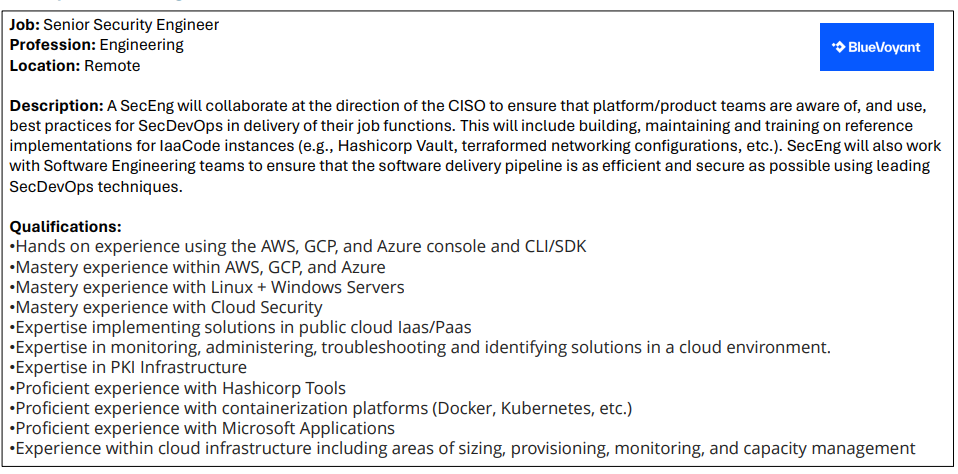 Job: Senior Security Engineer
Profession: Engineering
Location: Remote
BlueVoyant
Description: A SecEng will collaborate at the direction of the CISO to ensure that platform/product teams are aware of, and use,
best practices for SecDevOps in delivery of their job functions. This will include building, maintaining and training on reference
implementations for IaaCode instances (e.g., Hashicorp Vault, terraformed networking configurations, etc.). SecEng will also work
with Software Engineering teams to ensure that the software delivery pipeline is as efficient and secure as possible using leading
SecDevOps techniques.
Qualifications:
•Hands on experience using the AWS, GCP, and Azure console and CLI/SDK
•Mastery experience within AWS, GCP, and Azure
•Mastery experience with Linux + Windows Servers
•Mastery experience with Cloud Security
•Expertise implementing solutions in public cloud Iaas/Paas
•Expertise in monitoring, administering, troubleshooting and identifying solutions in a cloud environment.
•Expertise in PKI Infrastructure
•Proficient experience with Hashicorp Tools
•Proficient experience with containerization platforms (Docker, Kubernetes, etc.)
•Proficient experience with Microsoft Applications
•Experience within cloud infrastructure including areas of sizing, provisioning, monitoring, and capacity management